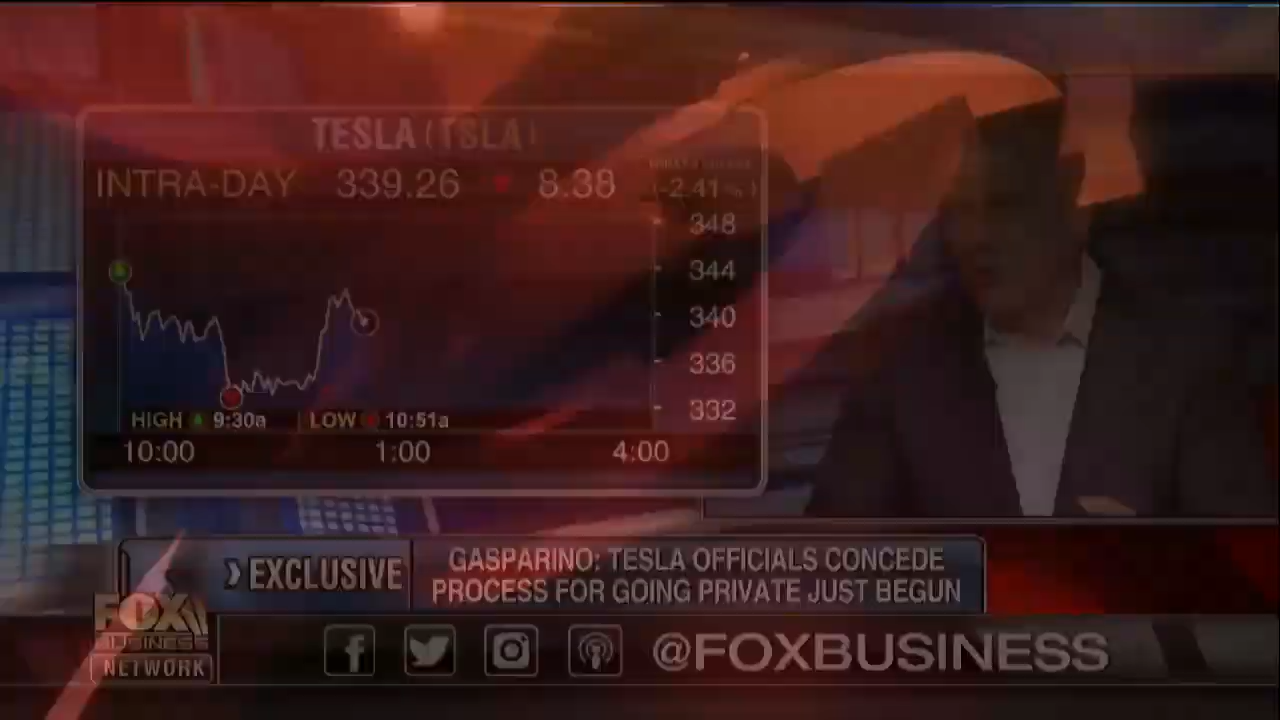 TESLA (TSLA)
INTRA-DAY 339.26 8.38 (-2.41%)
348
344
340
336
332
HIGH 9:30a LOW 10:51a
10:00 1:00 4:00
EXCLUSIVE
GASPARINO: TESLA OFFICIALS CONCEDE
PROCESS FOR GOING PRIVATE JUST BEGUN
FOX
BUSINESS
NETWORK
@FOXBUSINESS